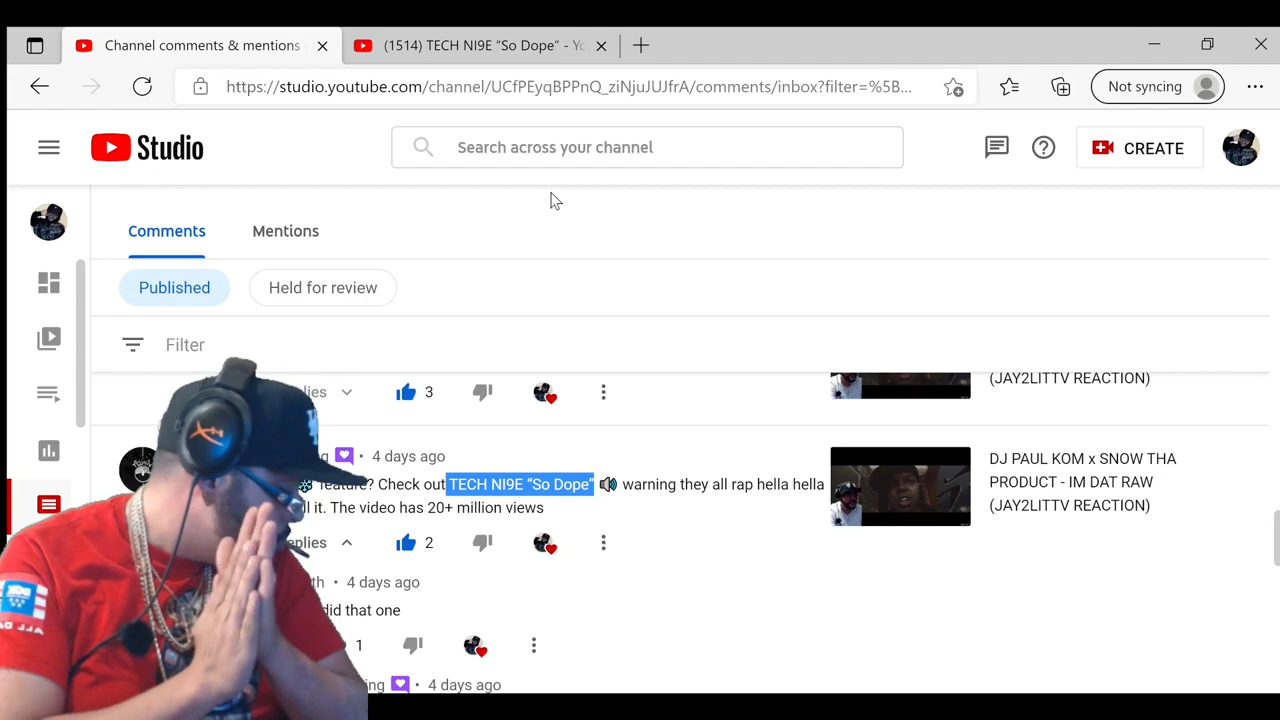 Channel comments & mentions
(1514) TECH NI9E “So Dope” - Yo
https://studio.youtube.com/channel/UCfPEyqBPPnQ_ziNjuJUJfrA/comments/inbox?filter=%5B...
Not syncing
Studio
Search across your channel
CREATE
Comments
Mentions
Published
Held for review
Filter
3
(JAY2LITTV REACTION)
4 days ago
feature? Check out TECH NI9E “So Dope” 🔊 warning they all rap hella hella
it. The video has 20+ million views
2
DJ PAUL KOM x SNOW THA
PRODUCT - IM DAT RAW
(JAY2LITTV REACTION)
4 days ago
did that one
1
4 days ago